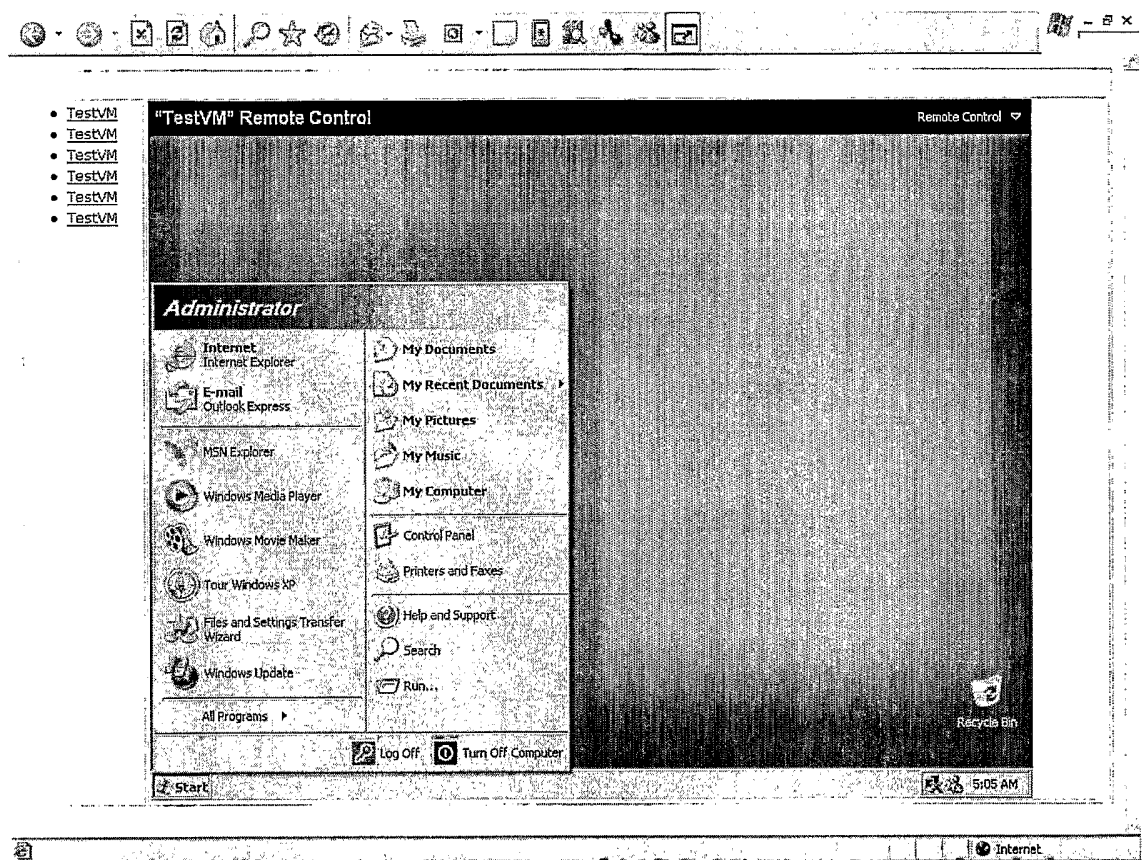 TestVM
TestVM
TestVM
TestVM
TestVM
TestVM
"TestVM" Remote Control
Remote Control
Administrator
Internet
Internet Explorer
E-mail
Outlook Express
MSN Explorer
Windows Media Player
Windows Movie Maker
Tour Windows XP
Files and Settings Transfer
Wizard
Windows Update
All Programs
My Documents
My Recent Documents
My Pictures
My Music
My Computer
Control Panel
Printers and Faxes
Help and Support
Search
Run...
Log Off
Turn Off Computer
Recycle Bin
Start
5:05 AM
Internet